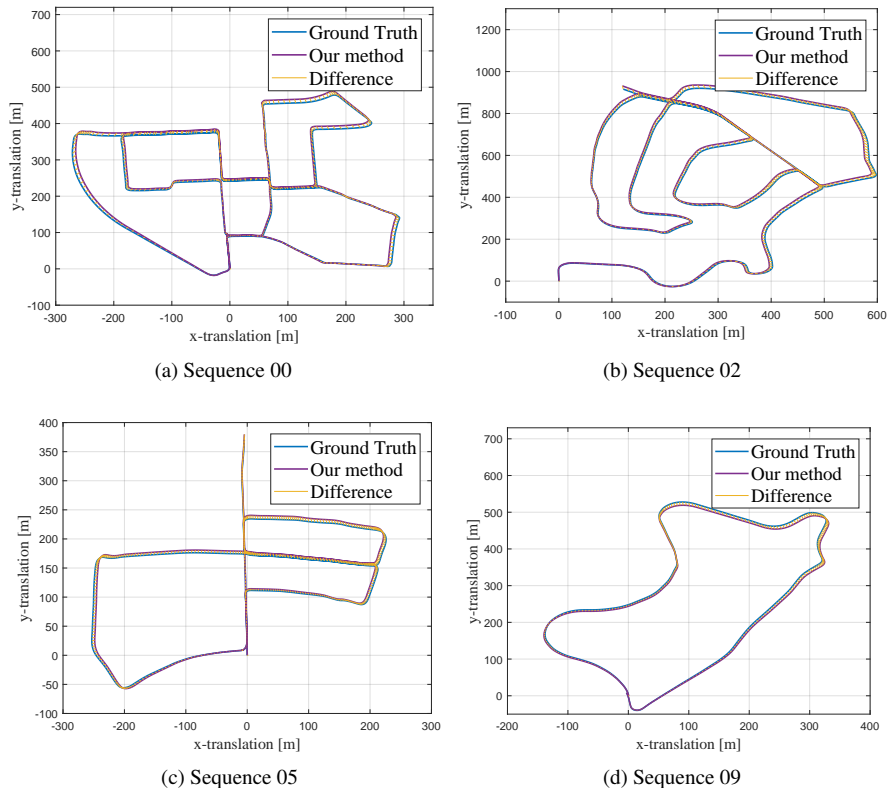 700
600
500
400
300
200
100
0
-100
y-translation [m]
Ground Truth
Our method
Difference
-300 -200 -100 0 100 200 300
x-translation [m]
(a) Sequence 00
1200
1000
800
600
400
200
0
y-translation [m]
Ground Truth
Our method
Difference
-100 0 100 200 300 400 500 600
x-translation [m]
(b) Sequence 02
400
350
300
250
200
150
100
50
0
-50
-100
y-translation [m]
Ground Truth
Our method
Difference
-300 -200 -100 0 100 200 300
x-translation [m]
(c) Sequence 05
700
600
500
400
300
200
100
0
y-translation [m]
Ground Truth
Our method
Difference
-200 -100 0 100 200 300 400
x-translation [m]
(d) Sequence 09